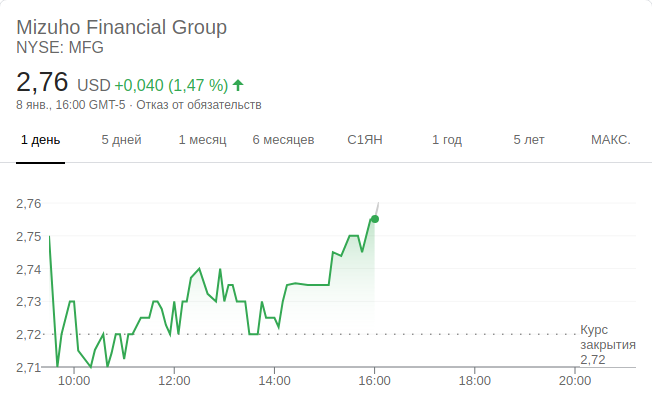 Mizuho Financial Group
NYSE: MFG
2,76 USD +0,040 (1,47 %)
8 янв., 16:00 GMT-5 · Отказ от обязательств
1 день 5 дней 1 месяц 6 месяцев С1ЯН 1 год 5 лет МАКС.
2,76
2,75
2,74
2,73
2,72
2,71
Курс
закрытия
2,72
10:00 12:00 14:00 16:00 18:00 20:00